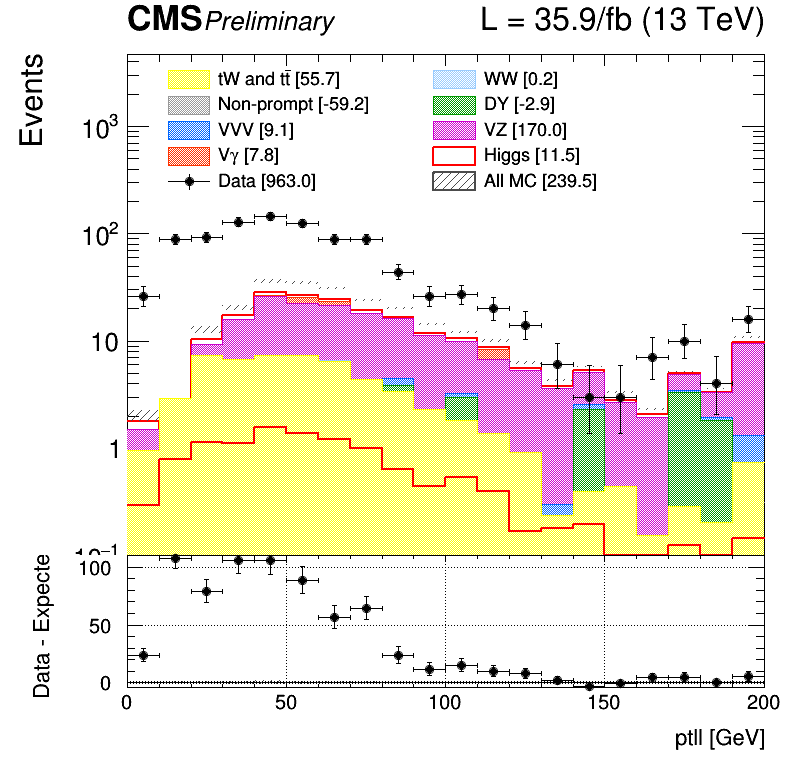 CMS Preliminary L = 35.9/fb (13 TeV)
Events
tW and tt̄ [55.7] WW [0.2]
Non-prompt [-59.2] DY [-2.9]
VVV [9.1] VZ [170.0]
Vγ [7.8] Higgs [11.5]
Data [963.0] All MC [239.5]
10³
10²
10
1
Data - Expecte
100
50
0
0 50 100 150 200
ptll [GeV]